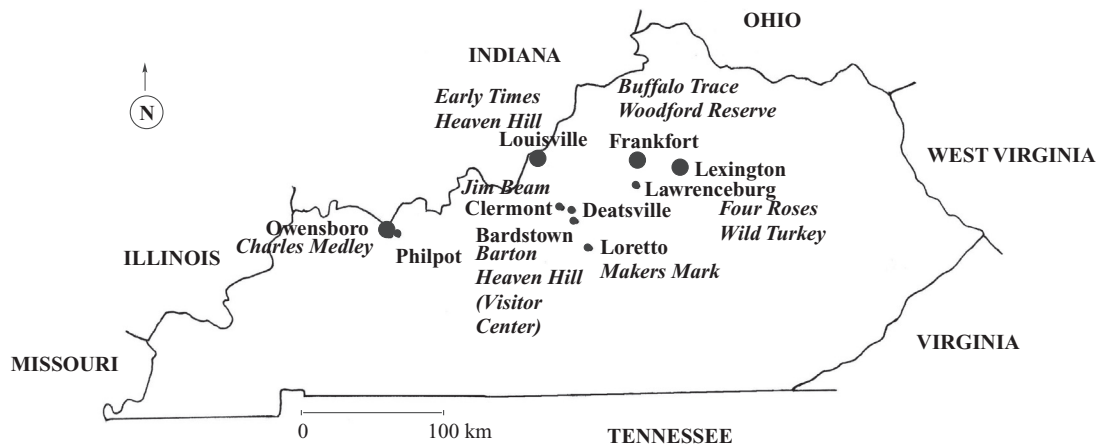 OHIO
INDIANA
N
Buffalo Trace
Woodford Reserve
Early Times
Heaven Hill
Louisville
Frankfort
WEST VIRGINIA
Lexington
Lawrenceburg
Jim Beam
Clermont
Deatsville
Four Roses
Wild Turkey
Owensboro
Charles Medley
Philpot
Bardstown
Barton
Heaven Hill
(Visitor
Center)
Loretto
Makers Mark
ILLINOIS
VIRGINIA
MISSOURI
0 100 km
TENNESSEE